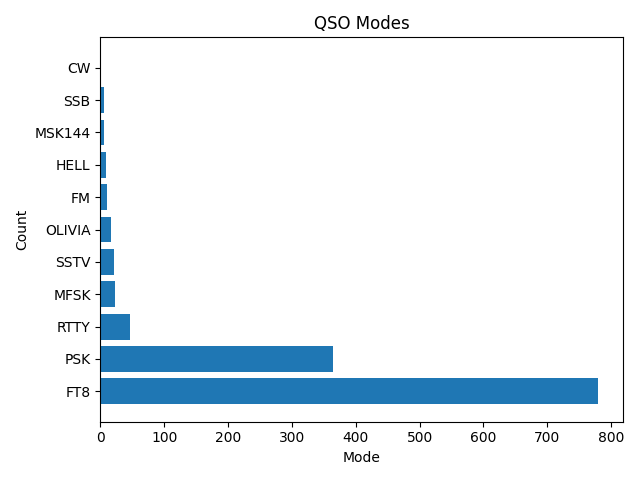 QSO Modes
CW
SSB
MSK144
HELL
FM
OLIVIA
SSTV
MFSK
RTTY
PSK
FT8
Count
0 100 200 300 400 500 600 700 800
Mode